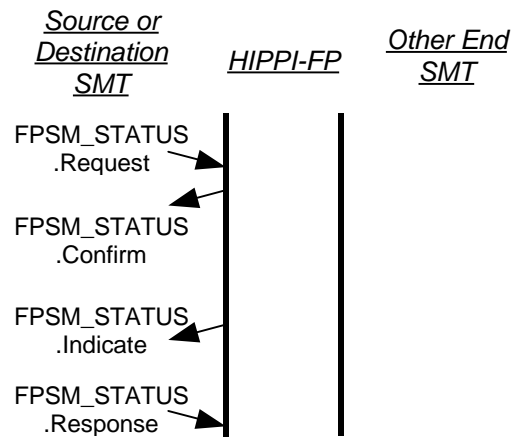 Source or
Destination
SMT
HIPPI-FP
Other End
SMT
FPSM_STATUS
.Request
FPSM_STATUS
.Confirm
FPSM_STATUS
.Indicate
FPSM_STATUS
.Response